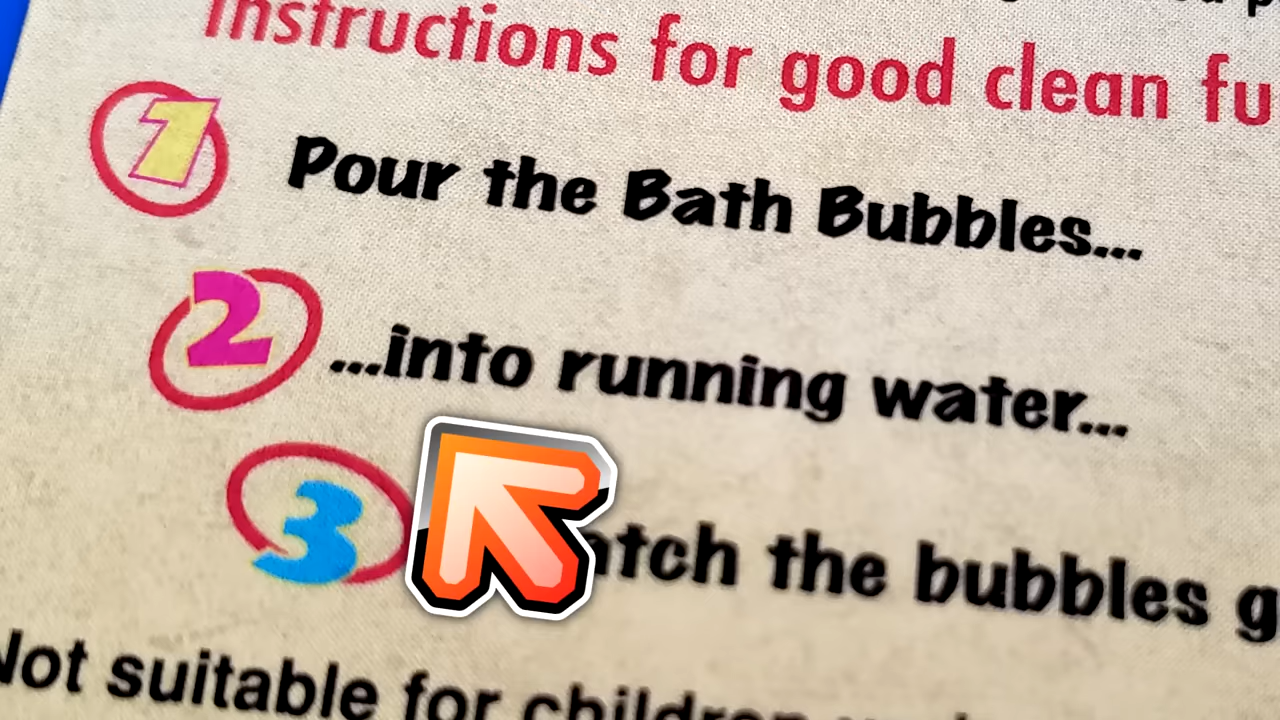 Instructions for good clean fu
1 Pour the Bath Bubbles...
2 ...into running water...
3 atch the bubbles g
Not suitable for children